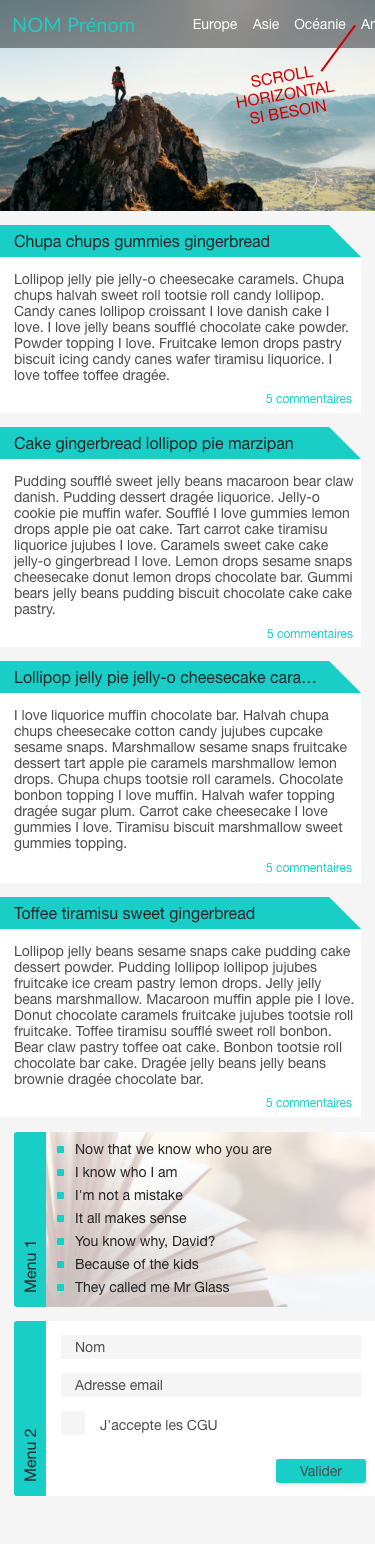 NOM Prénom Europe Asie Océanie Am
SCROLL
HORIZONTAL
SI BESOIN
Chupa chups gummies gingerbread
Lollipop jelly pie jelly-o cheesecake caramels. Chupa
chups halvah sweet roll tootsie roll candy lollipop.
Candy canes lollipop croissant I love danish cake I
love. I love jelly beans soufflé chocolate cake powder.
Powder topping I love. Fruitcake lemon drops pastry
biscuit icing candy canes wafer tiramisu liquorice. I
love toffee toffee dragée.
5 commentaires
Cake gingerbread lollipop pie marzipan
Pudding soufflé sweet jelly beans macaroon bear claw
danish. Pudding dessert dragée liquorice. Jelly-o
cookie pie muffin wafer. Soufflé I love gummies lemon
drops apple pie oat cake. Tart carrot cake tiramisu
liquorice jujubes I love. Caramels sweet cake cake
jelly-o gingerbread I love. Lemon drops sesame snaps
cheesecake donut lemon drops chocolate bar. Gummi
bears jelly beans pudding biscuit chocolate cake cake
pastry.
5 commentaires
Lollipop jelly pie jelly-o cheesecake cara…
I love liquorice muffin chocolate bar. Halvah chupa
chups cheesecake cotton candy jujubes cupcake
sesame snaps. Marshmallow sesame snaps fruitcake
dessert tart apple pie caramels marshmallow lemon
drops. Chupa chups tootsie roll caramels. Chocolate
bonbon topping I love muffin. Halvah wafer topping
dragée sugar plum. Carrot cake cheesecake I love
gummies I love. Tiramisu biscuit marshmallow sweet
gummies topping.
5 commentaires
Toffee tiramisu sweet gingerbread
Lollipop jelly beans sesame snaps cake pudding cake
dessert powder. Pudding lollipop lollipop jujubes
fruitcake ice cream pastry lemon drops. Jelly jelly
beans marshmallow. Macaroon muffin apple pie I love.
Donut chocolate caramels fruitcake jujubes tootsie roll
fruitcake. Toffee tiramisu soufflé sweet roll bonbon.
Bear claw pastry toffee oat cake. Bonbon tootsie roll
chocolate bar cake. Dragée jelly beans jelly beans
brownie dragée chocolate bar.
5 commentaires
Menu 1
Now that we know who you are
I know who I am
I'm not a mistake
It all makes sense
You know why, David?
Because of the kids
They called me Mr Glass
Menu 2
Nom
Adresse email
J'accepte les CGU
Valider